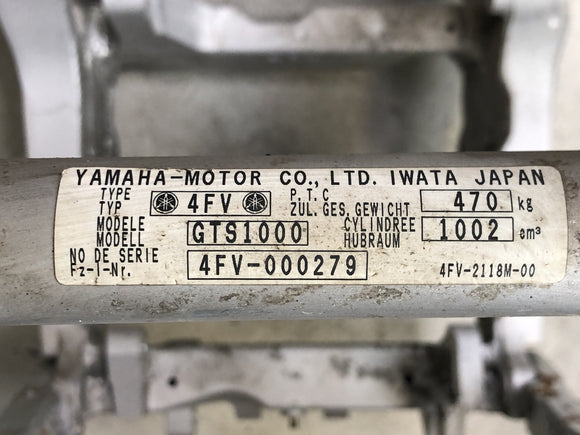 YAMAHA-MOTOR CO., LTD. IWATA JAPAN
TYPE TYP 4FV P.T.C ZUL. GES. GEWICHT 470 kg
MODELE MODELL GTS1000 CYLINDREE HUBRAUM 1002 cm³
NO DE SERIE Fz-I-Nr. 4FV-000279 4FV-2118M-00